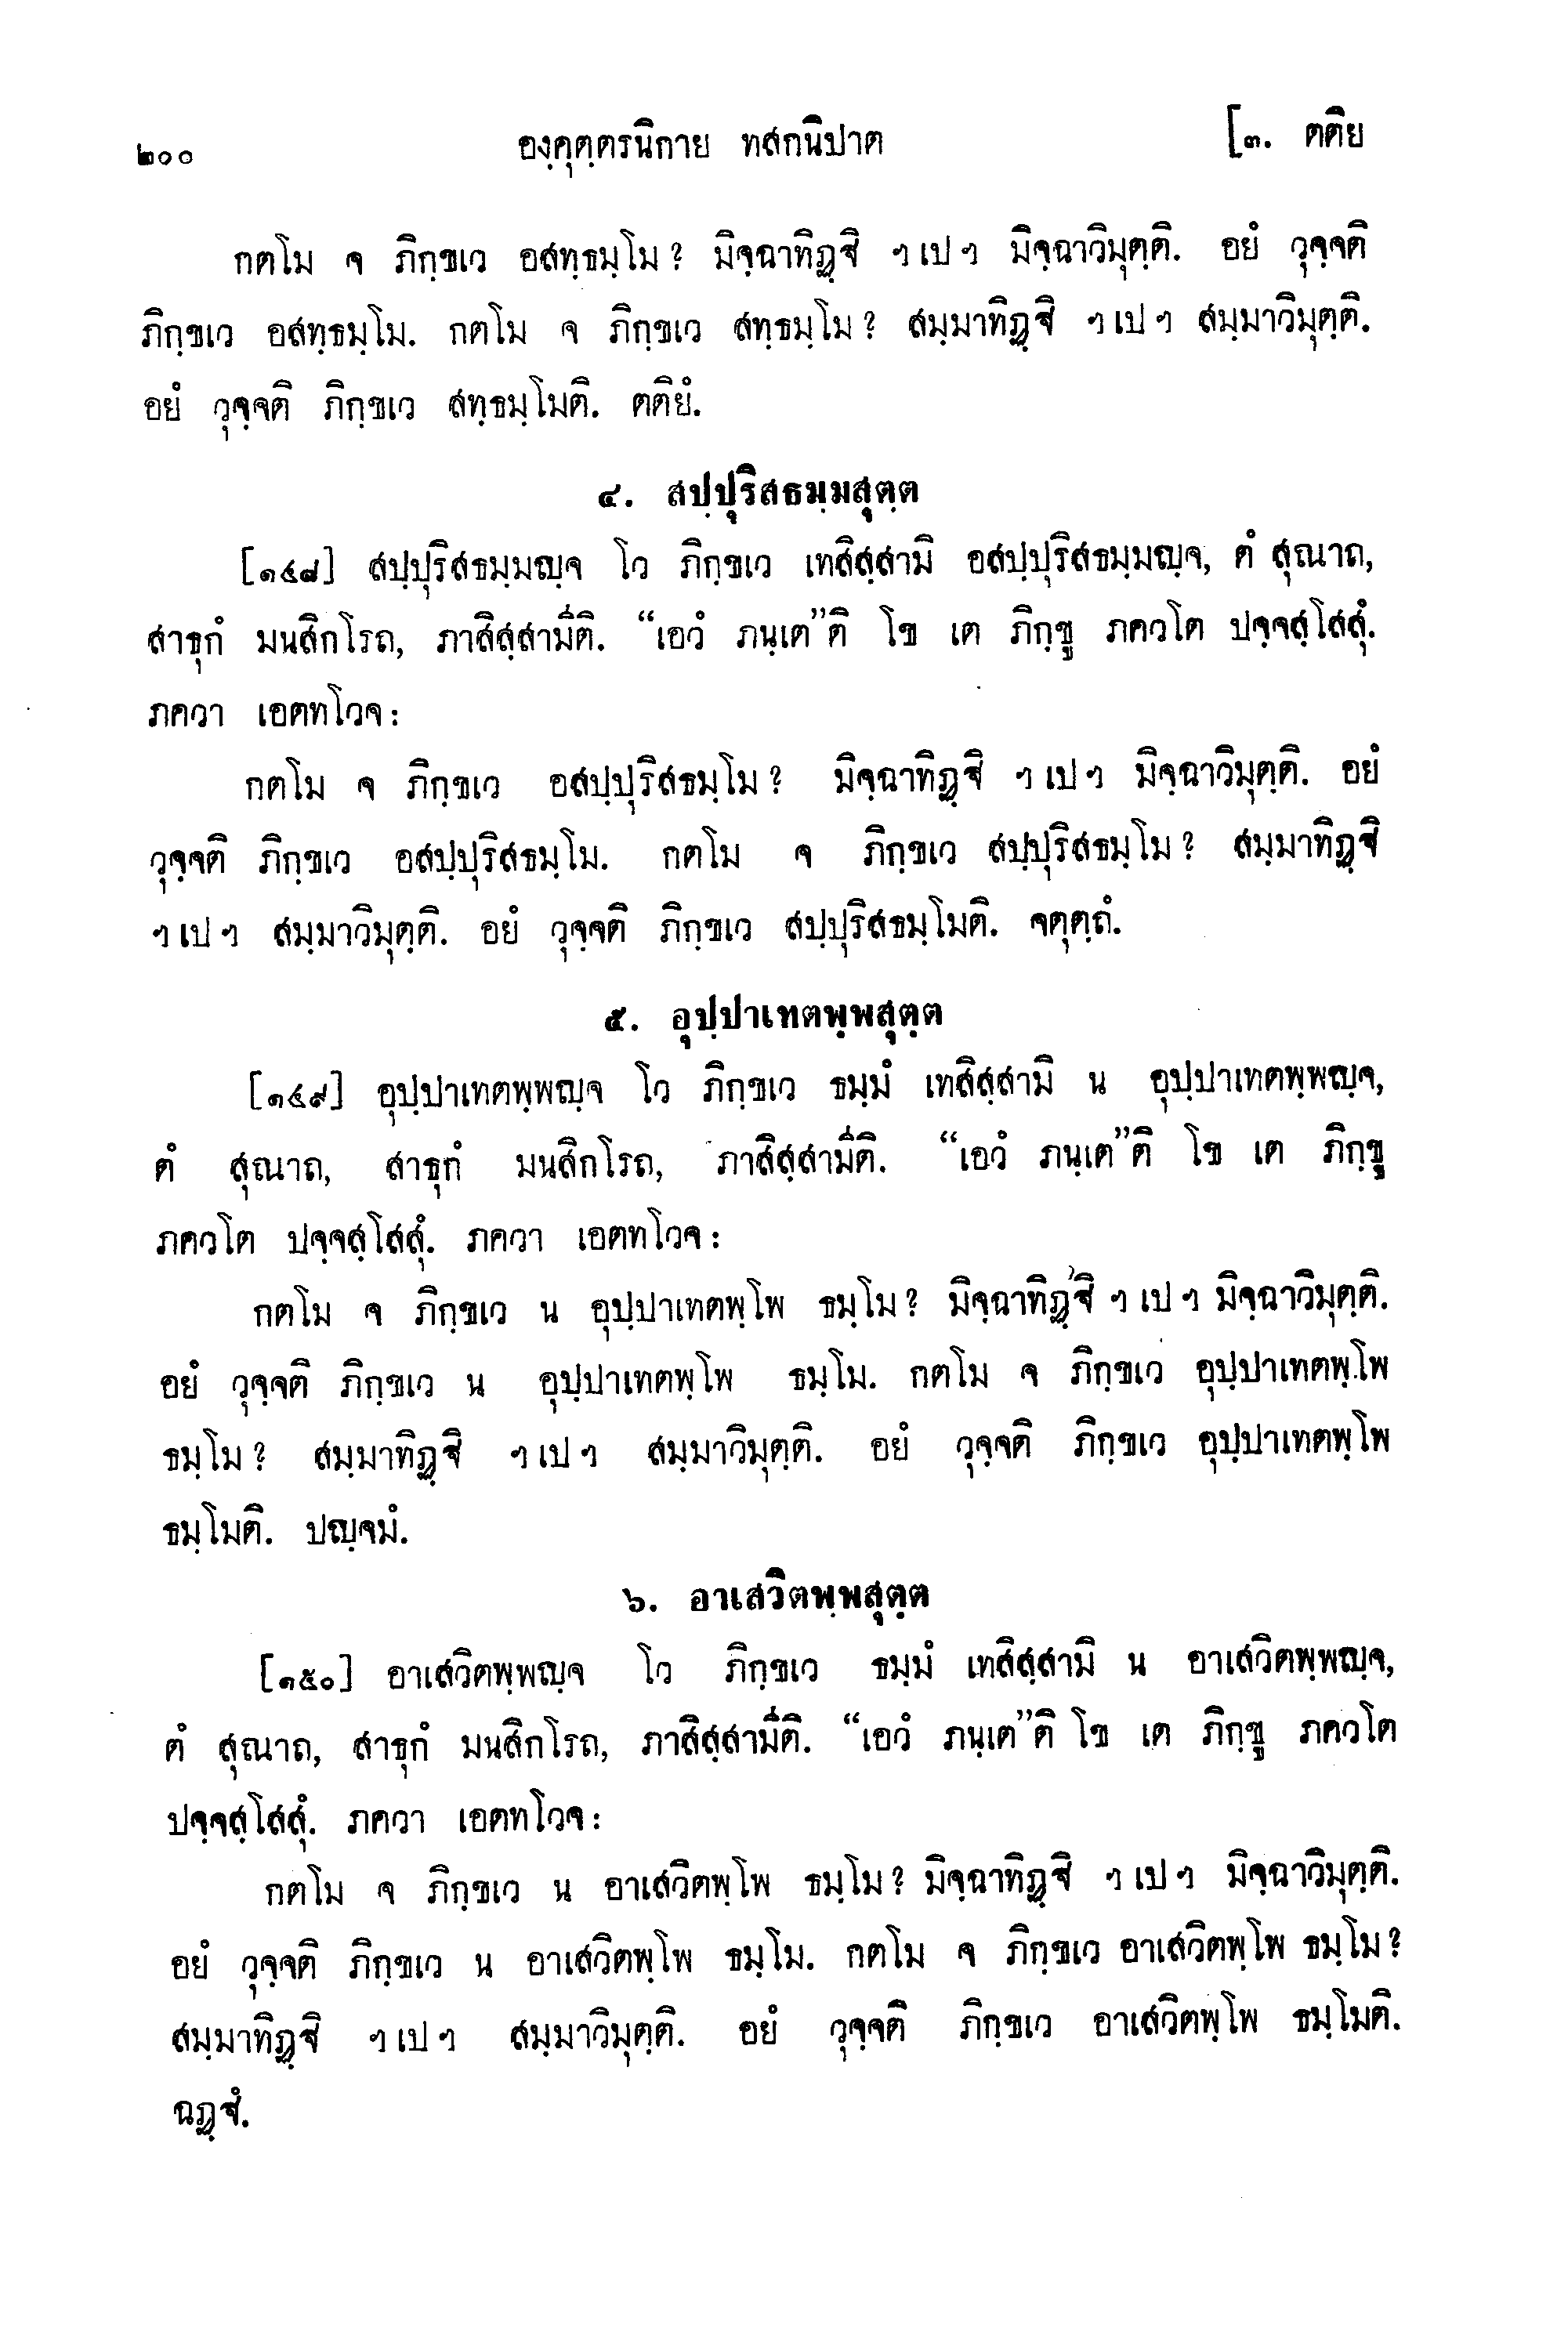 ๒๐๐ องฺคุตฺตรนิกาย ทสกนิปาต [๓. ตติย
กตโม จ ภิกฺขเว อสทฺธมฺโม? มิจฺฉาทิฏฺฐิ ฯเปฯ มิจฺฉาวิมุตฺติ. อยํ วุจฺจติ
ภิกฺขเว อสทฺธมฺโม. กตโม จ ภิกฺขเว สทฺธมฺโม? สมฺมาทิฏฺฐิ ฯเปฯ สมฺมาวิมุตฺติ.
อยํ วุจฺจติ ภิกฺขเว สทฺธมฺโมติ. ตติยํ.
๔. สปฺปุริสธมฺมสุตฺต
[๑๔๘] สปฺปุริสธมฺมญฺจ โว ภิกฺขเว เทสิสฺสามิ อสปฺปุริสธมฺมญฺจ, ตํ สุณาถ,
สาธุกํ มนสิกโรถ, ภาสิสฺสามีติ. “เอวํ ภนฺเต”ติ โข เต ภิกฺขู ภควโต ปจฺจสฺโสสุํ.
ภควา เอตทโวจ:
กตโม จ ภิกฺขเว อสปฺปุริสธมฺโม? มิจฺฉาทิฏฺฐิ ฯเปฯ มิจฺฉาวิมุตฺติ. อยํ
วุจฺจติ ภิกฺขเว อสปฺปุริสธมฺโม. กตโม จ ภิกฺขเว สปฺปุริสธมฺโม? สมฺมาทิฏฺฐิ
ฯเปฯ สมฺมาวิมุตฺติ. อยํ วุจฺจติ ภิกฺขเว สปฺปุริสธมฺโมติ. จตุตฺถํ.
๕. อุปฺปาเทตพฺพสุตฺต
[๑๔๙] อุปฺปาเทตพฺพญฺจ โว ภิกฺขเว ธมฺมํ เทสิสฺสามิ น อุปฺปาเทตพฺพญฺจ,
ตํ สุณาถ, สาธุกํ มนสิกโรถ, ภาสิสฺสามีติ. “เอวํ ภนฺเต”ติ โข เต ภิกฺขู
ภควโต ปจฺจสฺโสสุํ. ภควา เอตทโวจ:
กตโม จ ภิกฺขเว น อุปฺปาเทตพฺโพ ธมฺโม? มิจฺฉาทิฏฺฐิ ฯเปฯ มิจฺฉาวิมุตฺติ.
อยํ วุจฺจติ ภิกฺขเว น อุปฺปาเทตพฺโพ ธมฺโม. กตโม จ ภิกฺขเว อุปฺปาเทตพฺโพ
ธมฺโม? สมฺมาทิฏฺฐิ ฯเปฯ สมฺมาวิมุตฺติ. อยํ วุจฺจติ ภิกฺขเว อุปฺปาเทตพฺโพ
ธมฺโมติ. ปญฺจมํ.
๖. อาเสวิตพฺพสุตฺต
[๑๕๐] อาเสวิตพฺพญฺจ โว ภิกฺขเว ธมฺมํ เทสิสฺสามิ น อาเสวิตพฺพญฺจ,
ตํ สุณาถ, สาธุกํ มนสิกโรถ, ภาสิสฺสามีติ. “เอวํ ภนฺเต”ติ โข เต ภิกฺขู ภควโต
ปจฺจสฺโสสุํ. ภควา เอตทโวจ:
กตโม จ ภิกฺขเว น อาเสวิตพฺโพ ธมฺโม? มิจฺฉาทิฏฺฐิ ฯเปฯ มิจฺฉาวิมุตฺติ.
อยํ วุจฺจติ ภิกฺขเว น อาเสวิตพฺโพ ธมฺโม. กตโม จ ภิกฺขเว อาเสวิตพฺโพ ธมฺโม?
สมฺมาทิฏฺฐิ ฯเปฯ สมฺมาวิมุตฺติ. อยํ วุจฺจติ ภิกฺขเว อาเสวิตพฺโพ ธมฺโมติ.
ฉฏฺฐํ.